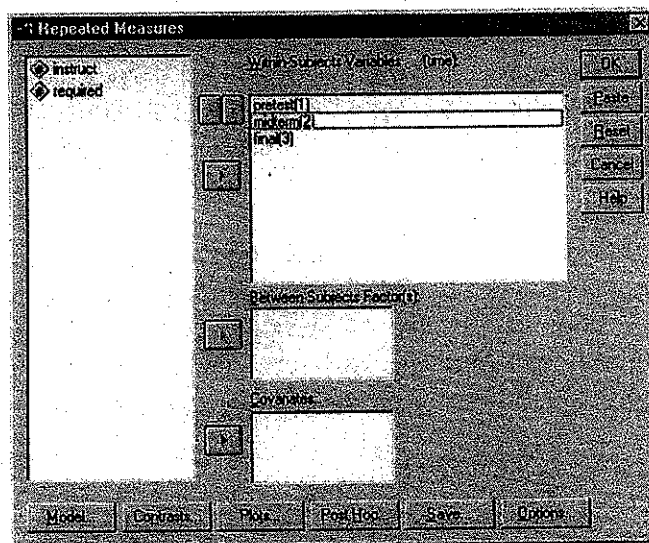 Repeated Measures
instruct
required
Within-Subjects Variables (time)
pretest(1)
midterm(2)
final(3)
OK
Paste
Reset
Cancel
Help
Between-Subjects Factor(s)
Covariates
Model... Contrasts... Plots... Post Hoc... Save... Options...